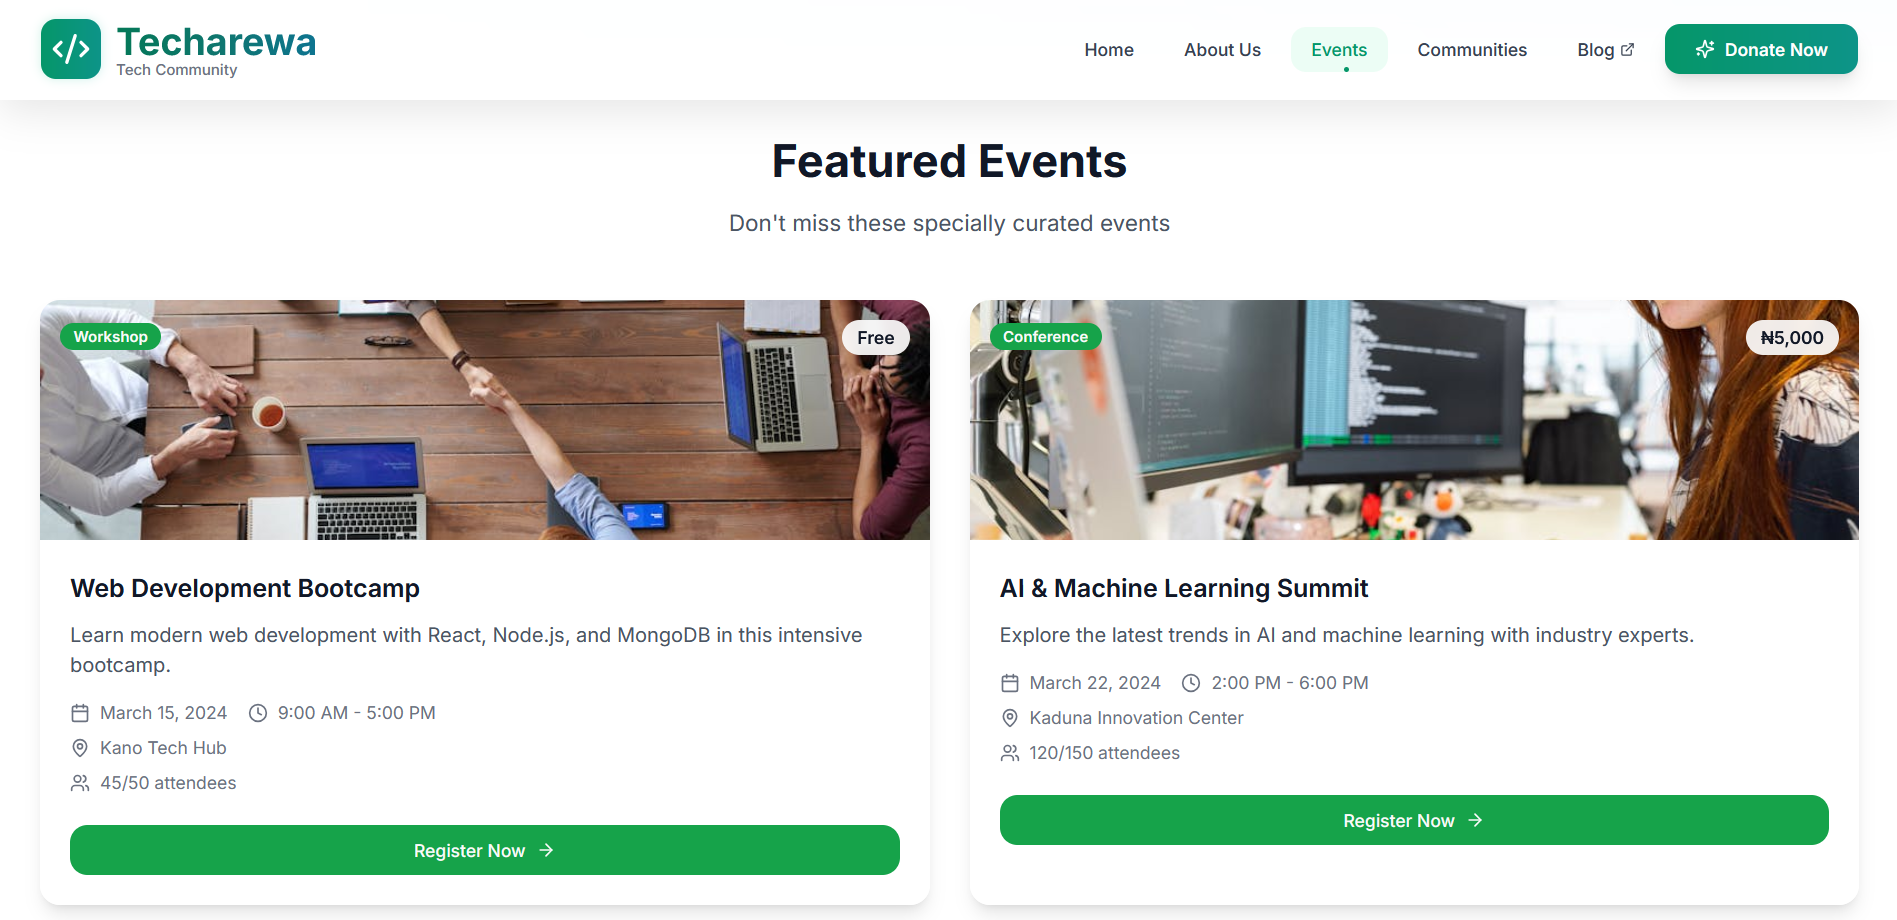 Techarewa
Tech Community
Home
About Us
Events
Communities
Blog
Donate Now
Featured Events
Don't miss these specially curated events
Workshop
Free
Web Development Bootcamp
Learn modern web development with React, Node.js, and MongoDB in this intensive
bootcamp.
March 15, 2024
9:00 AM - 5:00 PM
Kano Tech Hub
45/50 attendees
Register Now
Conference
₦5,000
AI & Machine Learning Summit
Explore the latest trends in AI and machine learning with industry experts.
March 22, 2024
2:00 PM - 6:00 PM
Kaduna Innovation Center
120/150 attendees
Register Now